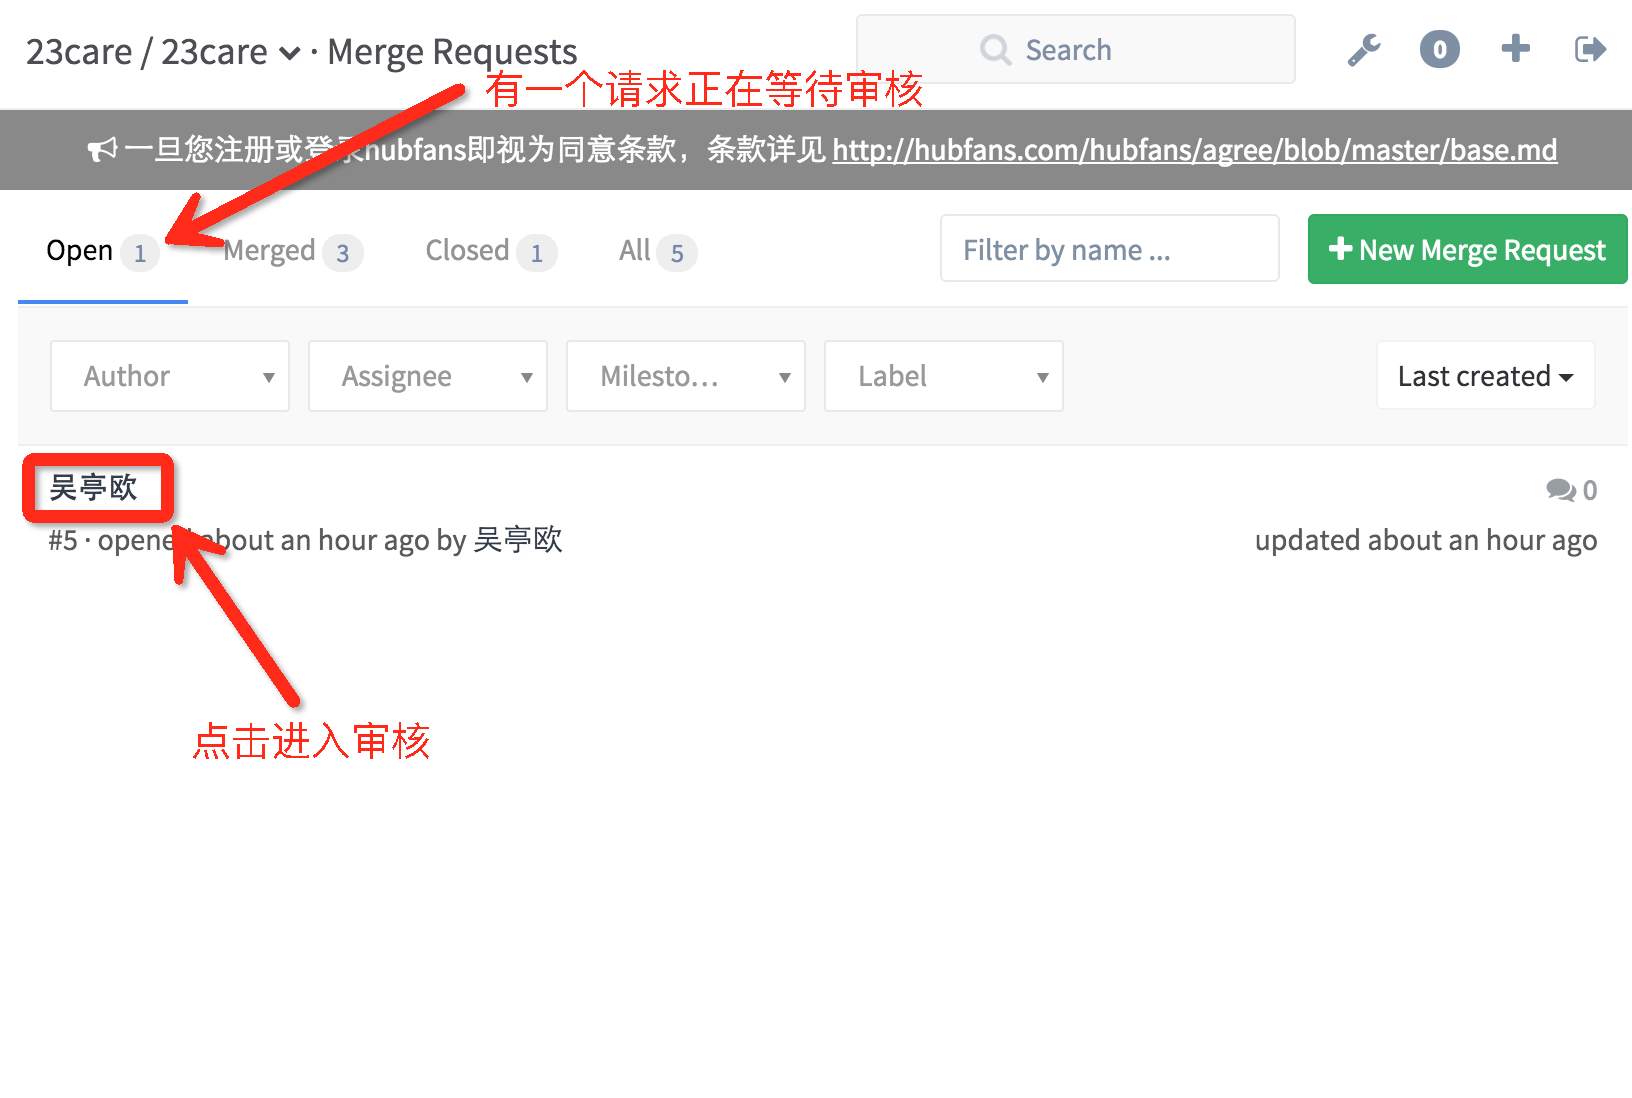 23care / 23care · Merge Requests
Search
0
有一个请求正在等待审核
一旦您注册或登录hubfans即视为同意条款，条款详见 http://hubfans.com/hubfans/agree/blob/master/base.md
Open 1 Merged 3 Closed 1 All 5
Filter by name ...
New Merge Request
Author Assignee Milesto... Label Last created
吴亭欧
0
#5 · opened about an hour ago by 吴亭欧
updated about an hour ago
点击进入审核